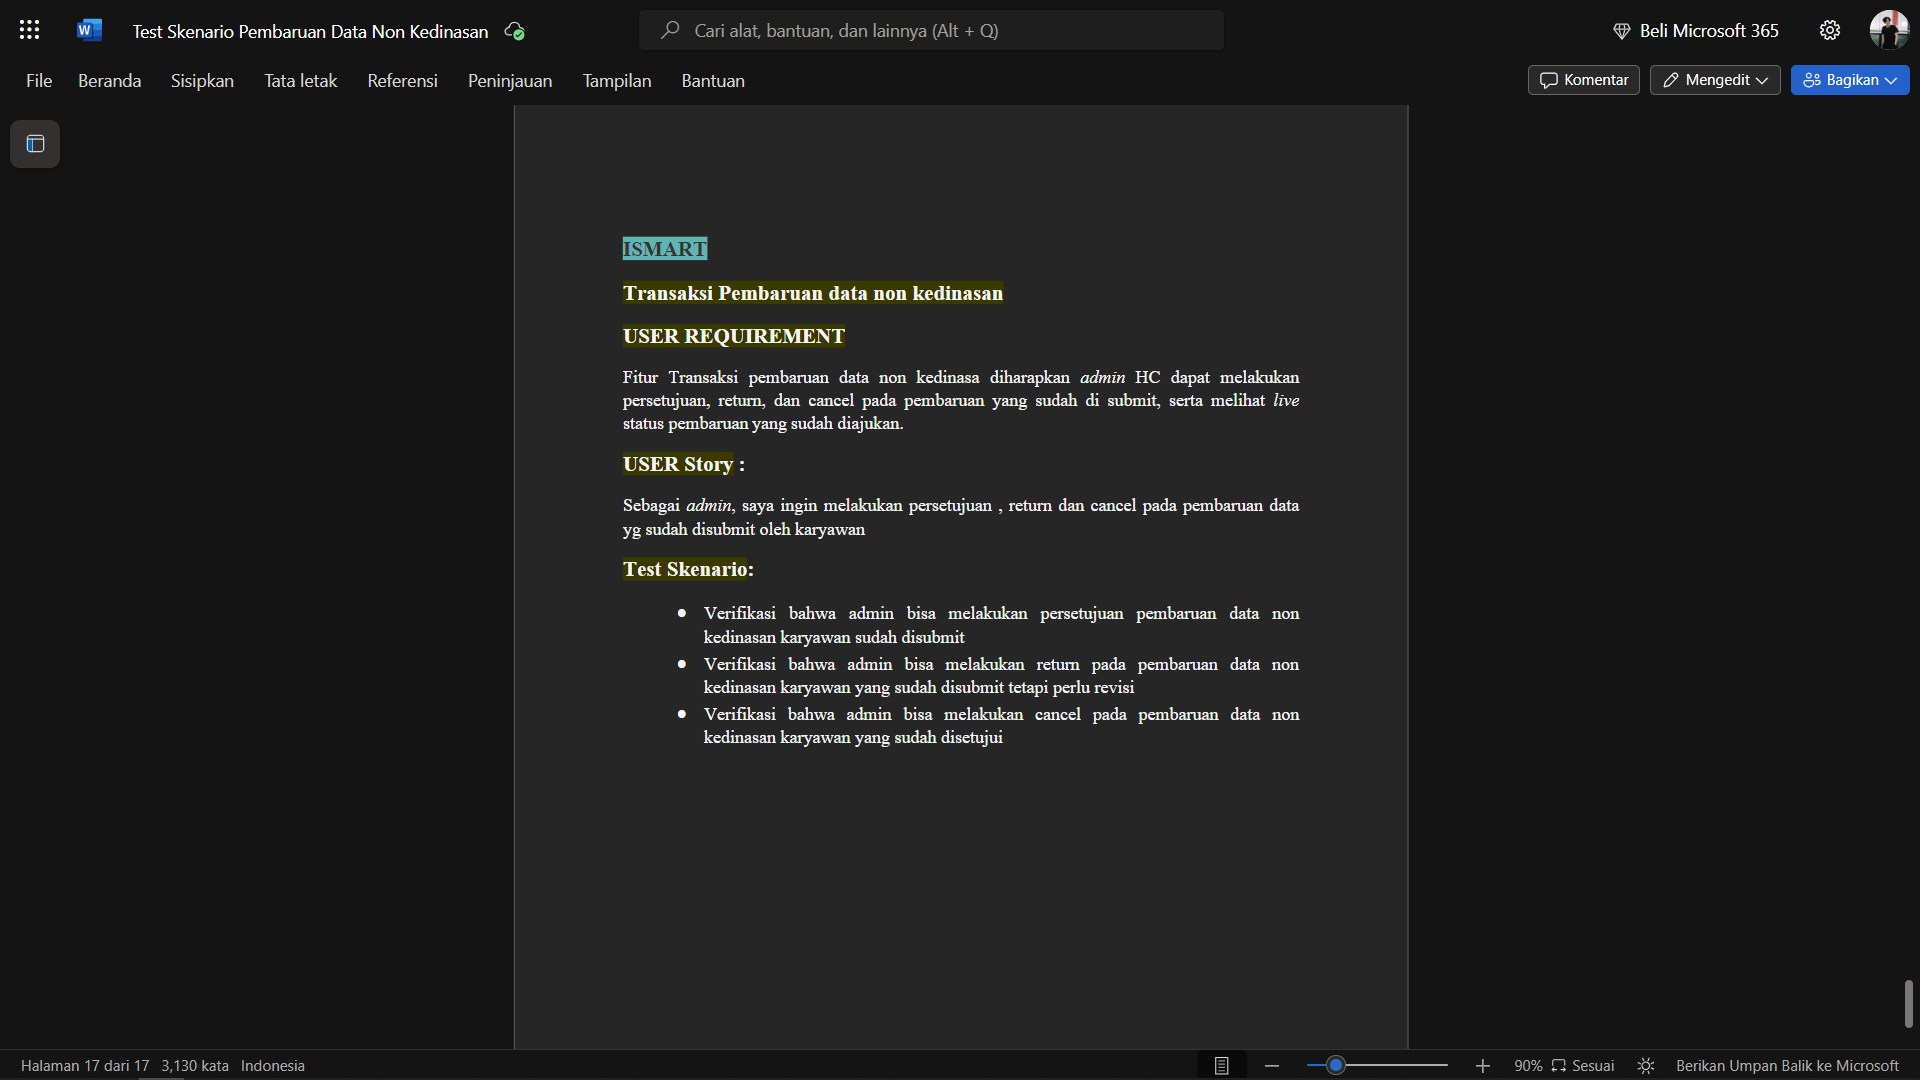 Test Skenario Pembaruan Data Non Kedinasan
Cari alat, bantuan, dan lainnya (Alt + Q)
Beli Microsoft 365
File Beranda Sisipkan Tata letak Referensi Peninjauan Tampilan Bantuan
Komentar Mengedit Bagikan
ISMART
Transaksi Pembaruan data non kedinasan
USER REQUIREMENT
Fitur Transaksi pembaruan data non kedinasa diharapkan admin HC dapat melakukan
persetujuan, return, dan cancel pada pembaruan yang sudah di submit, serta melihat live
status pembaruan yang sudah diajukan.
USER Story :
Sebagai admin, saya ingin melakukan persetujuan , return dan cancel pada pembaruan data
yg sudah disubmit oleh karyawan
Test Skenario:
● Verifikasi bahwa admin bisa melakukan persetujuan pembaruan data non
kedinasan karyawan sudah disubmit
● Verifikasi bahwa admin bisa melakukan return pada pembaruan data non
kedinasan karyawan yang sudah disubmit tetapi perlu revisi
● Verifikasi bahwa admin bisa melakukan cancel pada pembaruan data non
kedinasan karyawan yang sudah disetujui
Halaman 17 dari 17 3,130 kata Indonesia
90% Sesuai Berikan Umpan Balik ke Microsoft